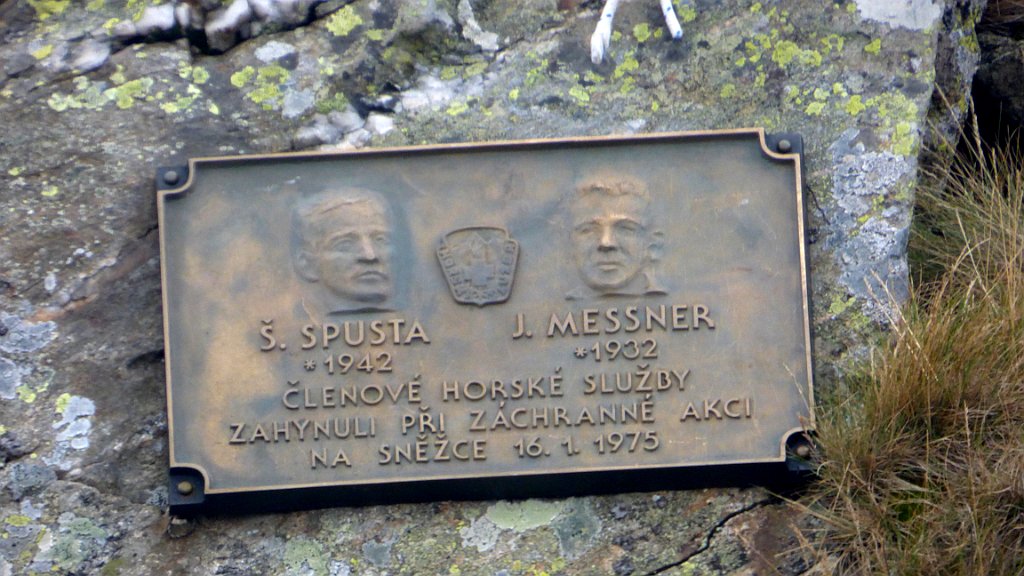 Š. SPUSTA J. MESSNER
*1942 *1932
ČLENOVÉ HORSKÉ SLUŽBY
ZAHYNULI PŘI ZÁCHRANNÉ AKCI
NA SNĚŽCE 16. 1. 1975